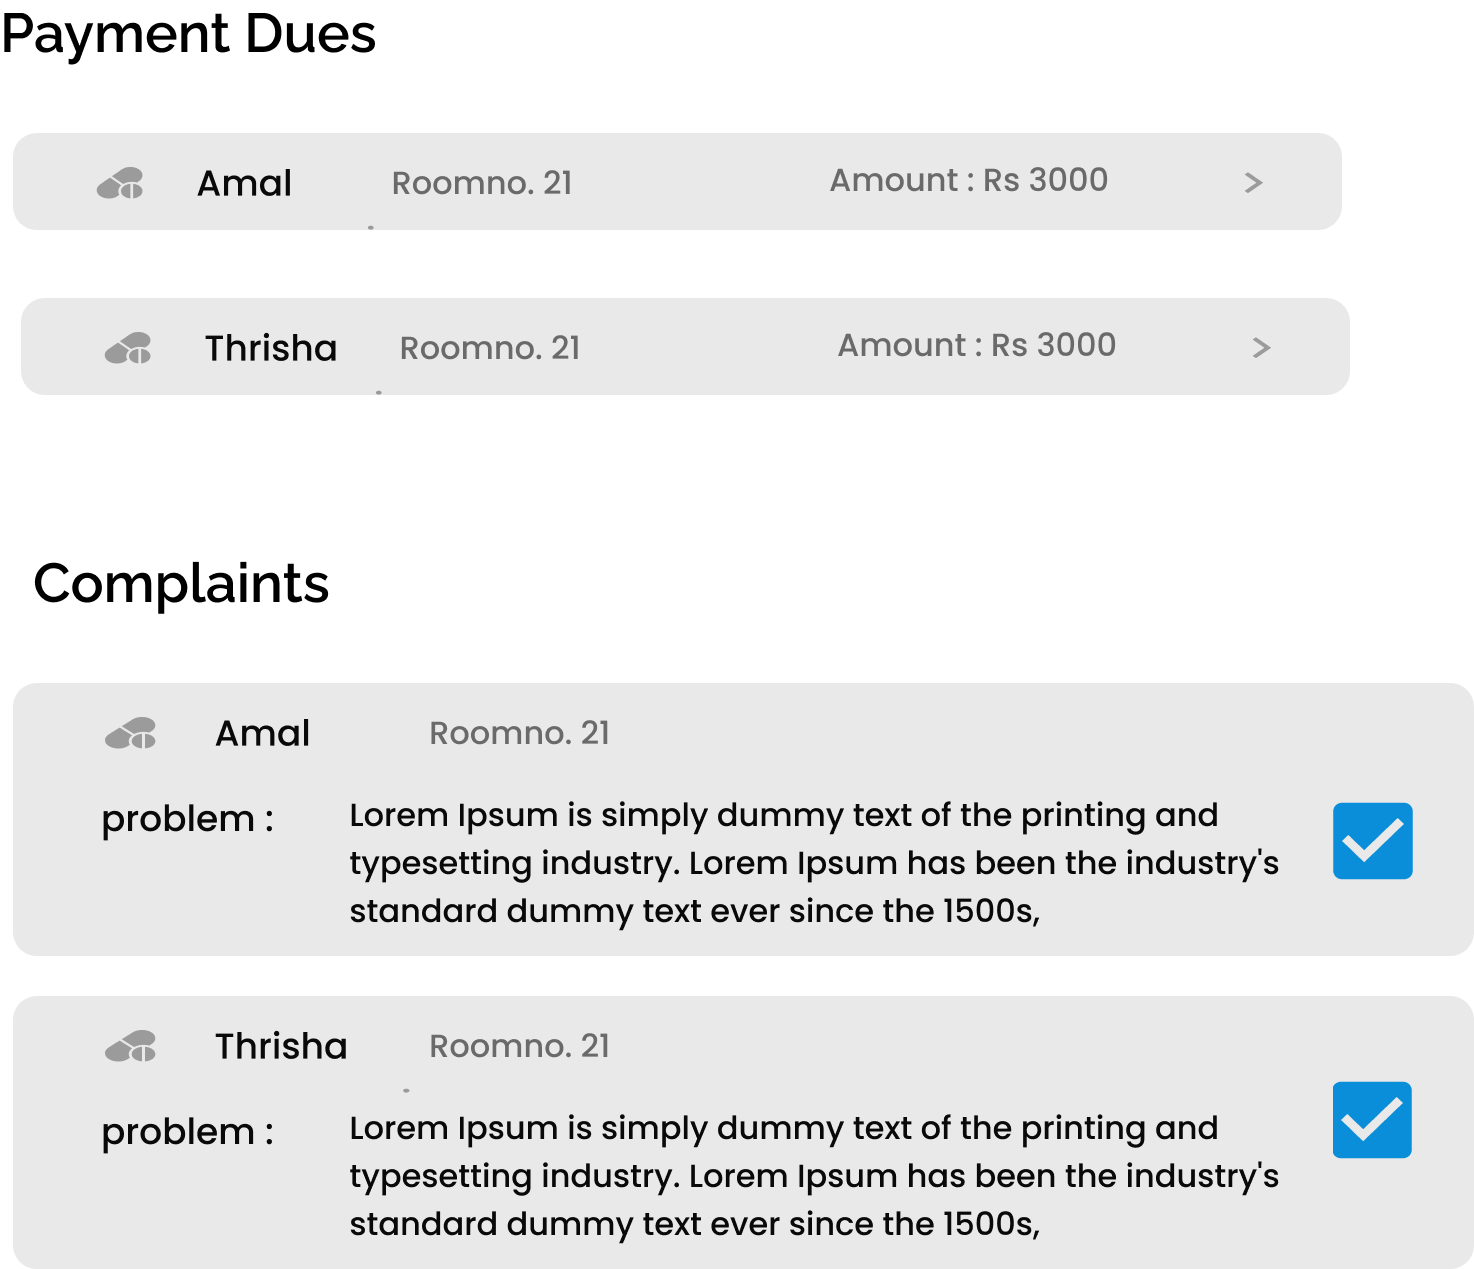 Payment Dues
Amal Roomno. 21 Amount : Rs 3000 >
Thrisha Roomno. 21 Amount : Rs 3000 >
Complaints
Amal Roomno. 21
problem : Lorem Ipsum is simply dummy text of the printing and
typesetting industry. Lorem Ipsum has been the industry's
standard dummy text ever since the 1500s,
Thrisha Roomno. 21
problem : Lorem Ipsum is simply dummy text of the printing and
typesetting industry. Lorem Ipsum has been the industry's
standard dummy text ever since the 1500s,